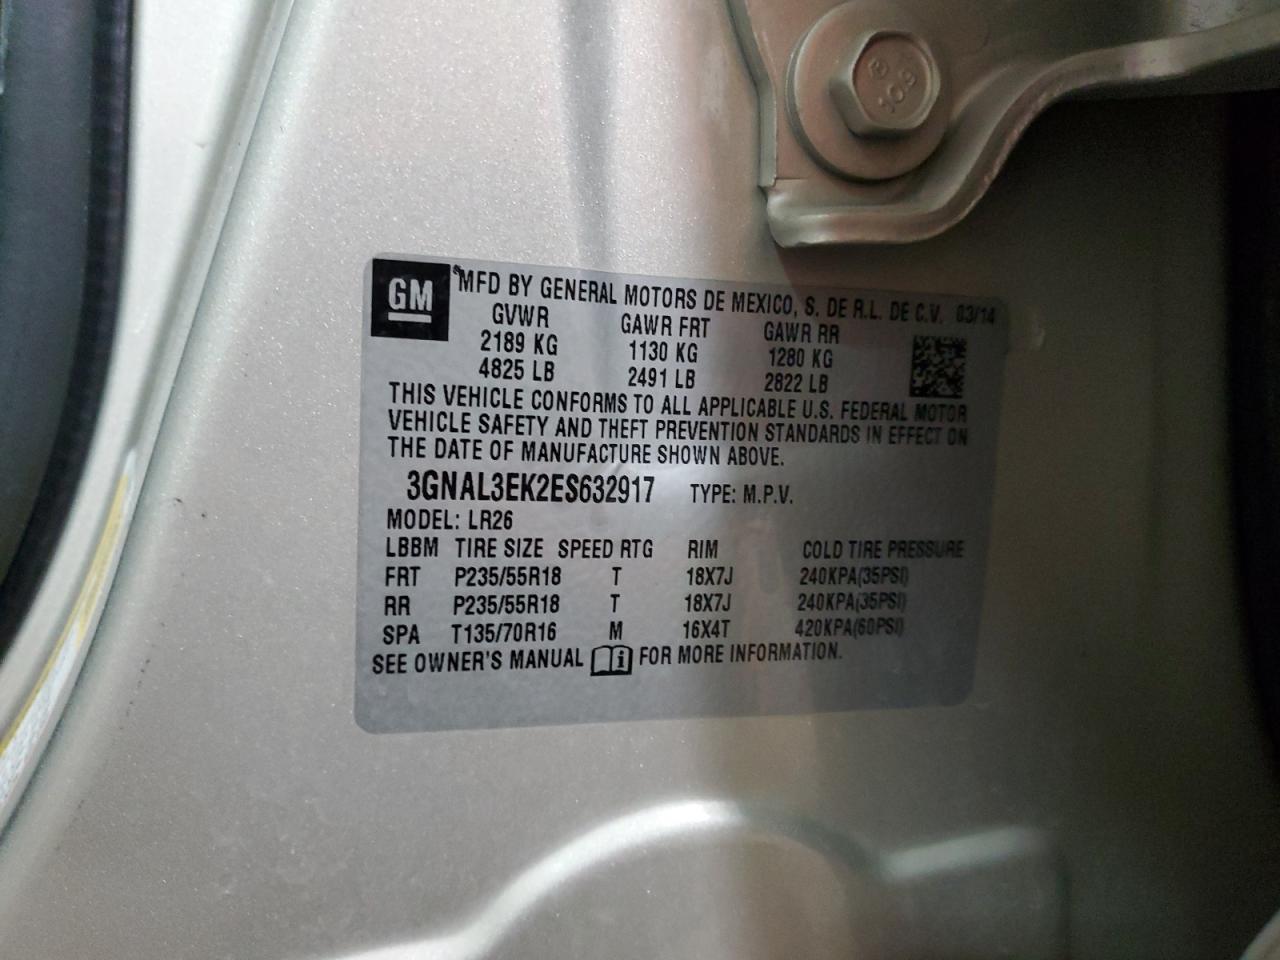 10.9
GM MFD BY GENERAL MOTORS DE MEXICO, S. DE R.L. DE C.V. 03/14
GVWR GAWR FRT GAWR RR
2189 KG 1130 KG 1280 KG
4825 LB 2491 LB 2822 LB
THIS VEHICLE CONFORMS TO ALL APPLICABLE U.S. FEDERAL MOTOR
VEHICLE SAFETY AND THEFT PREVENTION STANDARDS IN EFFECT ON
THE DATE OF MANUFACTURE SHOWN ABOVE.
3GNAL3EK2ES632917 TYPE: M.P.V.
MODEL: LR26
LBBM TIRE SIZE SPEED RTG RIM COLD TIRE PRESSURE
FRT P235/55R18 T 18X7J 240KPA(35PSI)
RR P235/55R18 T 18X7J 240KPA(35PSI)
SPA T135/70R16 M 16X4T 420KPA(60PSI)
SEE OWNER'S MANUAL i FOR MORE INFORMATION.